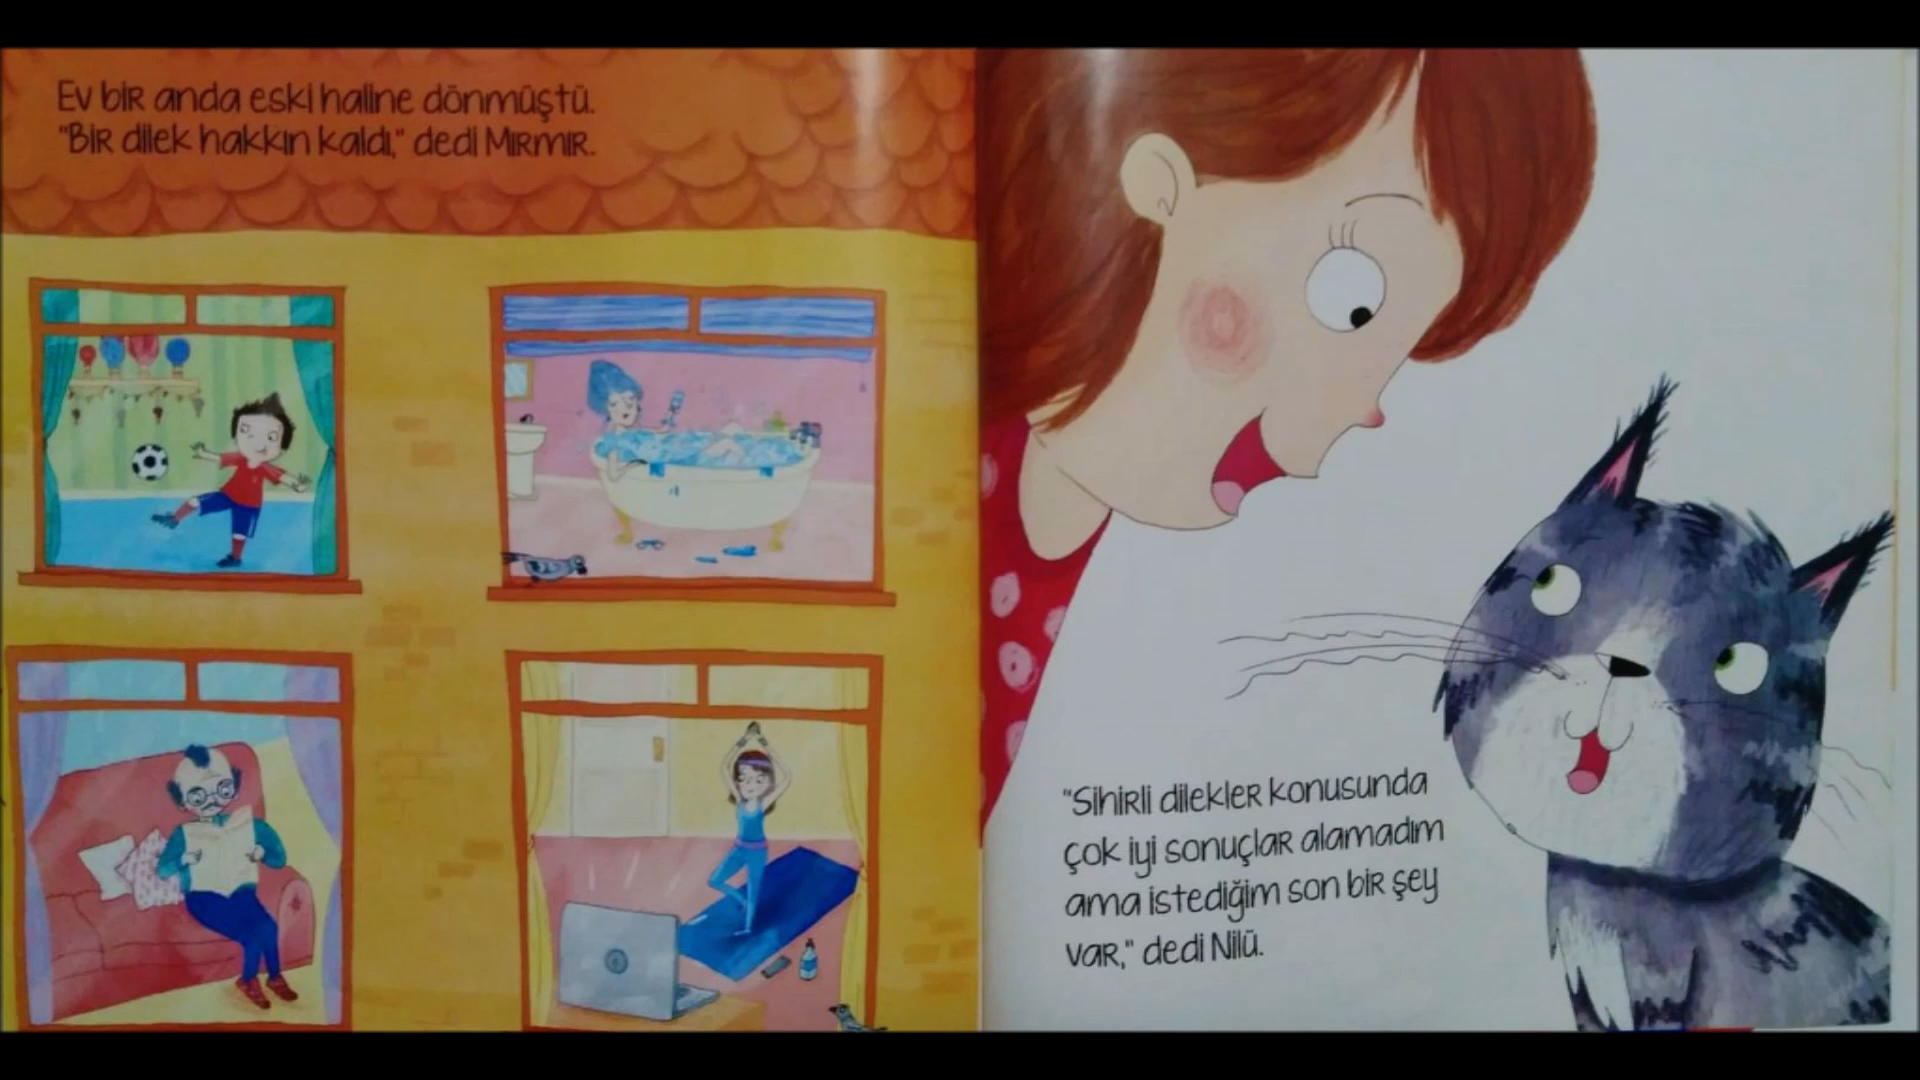 Ev bir anda eski haline dönmüştü.
"Bir dilek hakkın kaldı," dedi Mırmır.
"Sihirli dilekler konusunda
çok iyi sonuçlar alamadım
ama istediğim son bir şey
var," dedi Nilü.